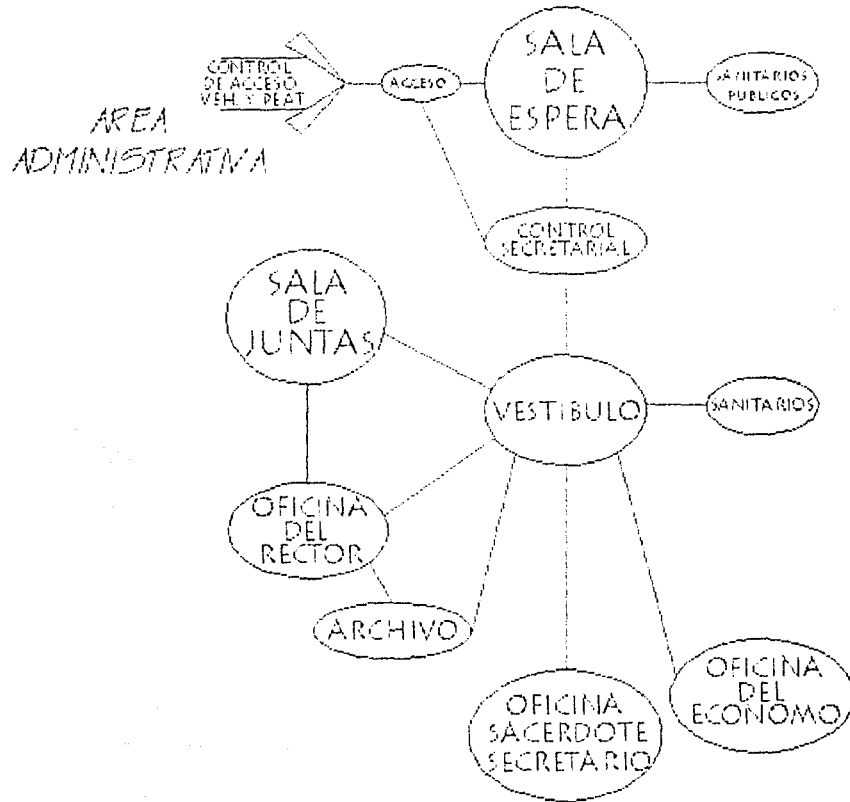 CONTROL
DE ACCESO
VEH. Y PEAT.
ACCESO
SALA
DE
ESPERA
SANITARIOS
PUBLICOS
AREA
ADMINISTRATIVA
CONTROL
SECRETARIAL
SALA
DE
JUNTAS
VESTIBULO
SANITARIOS
OFICINA
DEL
RECTOR
ARCHIVO
OFICINA
SACERDOTE
SECRETARIO
OFICINA
DEL
ECONOMO